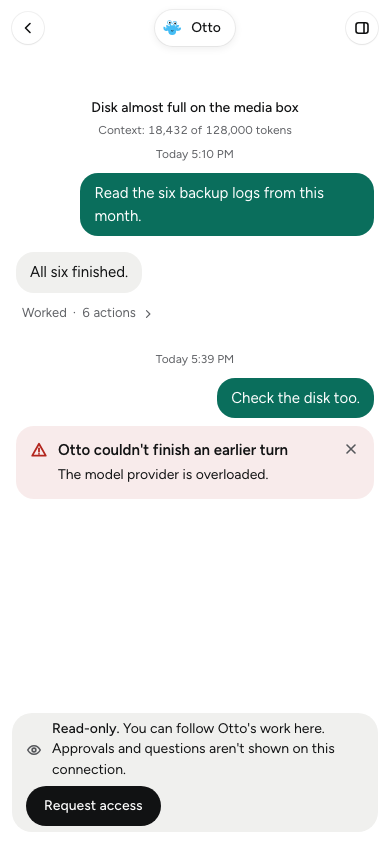 Otto
Disk almost full on the media box
Context: 18,432 of 128,000 tokens
Today 5:10 PM
Read the six backup logs from this
month.
All six finished.
Worked · 6 actions
Today 5:39 PM
Check the disk too.
Otto couldn't finish an earlier turn
The model provider is overloaded.
Read-only. You can follow Otto's work here.
Approvals and questions aren't shown on this
connection.
Request access